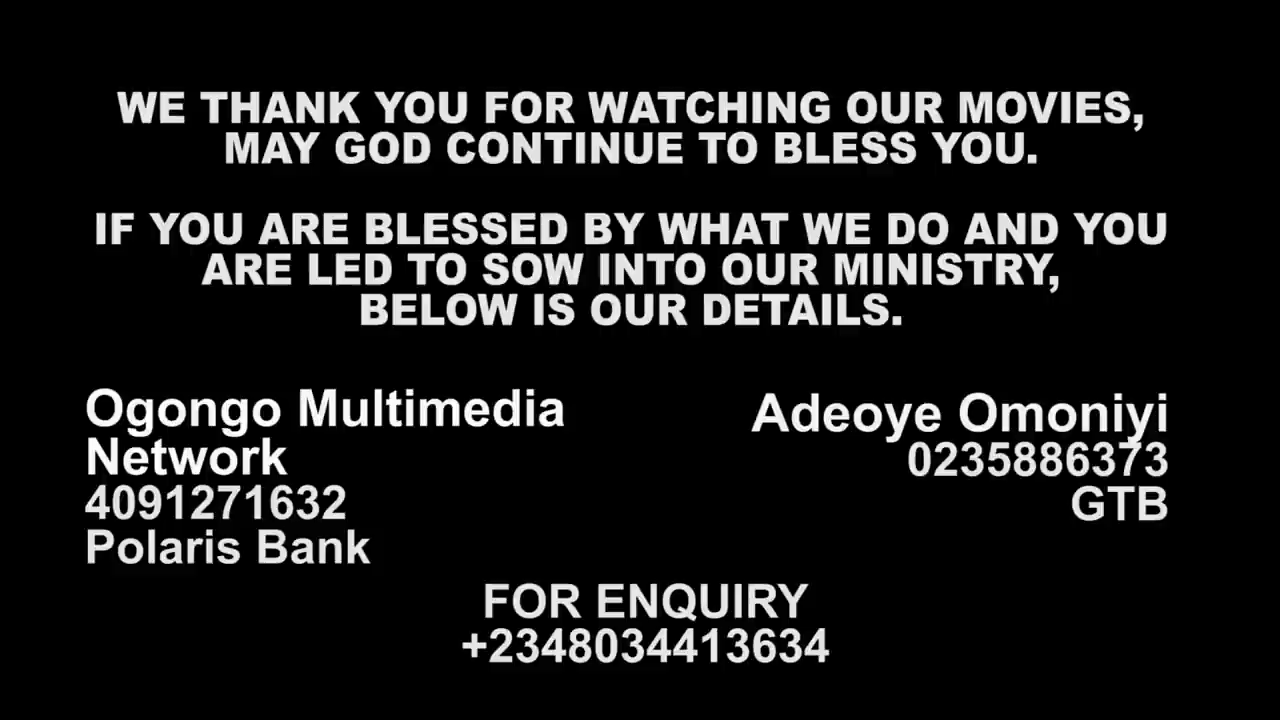 WE THANK YOU FOR WATCHING OUR MOVIES,
MAY GOD CONTINUE TO BLESS YOU.
IF YOU ARE BLESSED BY WHAT WE DO AND YOU
ARE LED TO SOW INTO OUR MINISTRY,
BELOW IS OUR DETAILS.
Ogongo Multimedia
Network
4091271632
Polaris Bank
Adeoye Omoniyi
0235886373
GTB
FOR ENQUIRY
+2348034413634